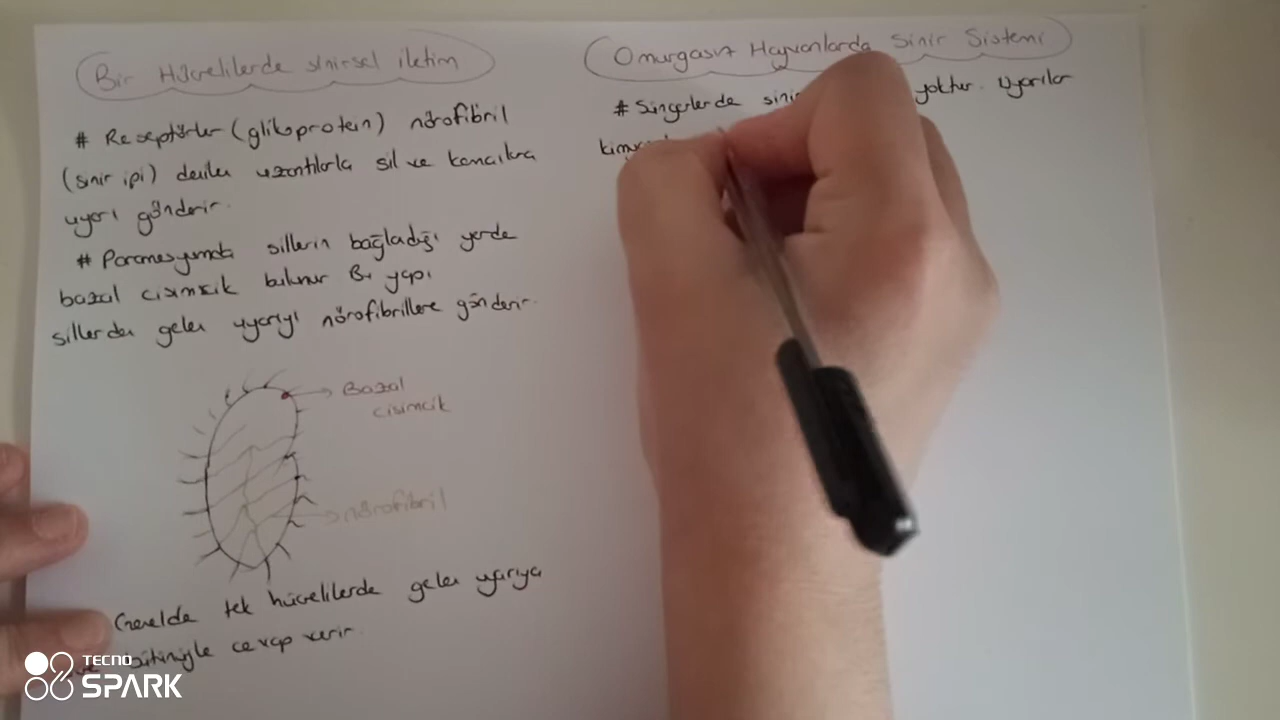 Bir Hücrelilerde sinirsel iletim
# Reseptörler (glikoprotein) nörofibril
(sinir ipi) denilen uzantılarla sil ve kamcılara
uyarı gönderir.
# Paramesyumda sillerin bağladığı yerde
bazal cisimcik bulunur Bu yapı
sillerden gelen uyarıyı nörofibrillere gönderir.
Bazal
cisimcik
nörofibril
Genelde tek hücrelilerde gelen uyarıya
bütünüyle cevap verir.
Omurgasız Hayvanlarda Sinir Sistemi
# Süngerlerde sinir yoktur. Uyarılar
TECNO
SPARK